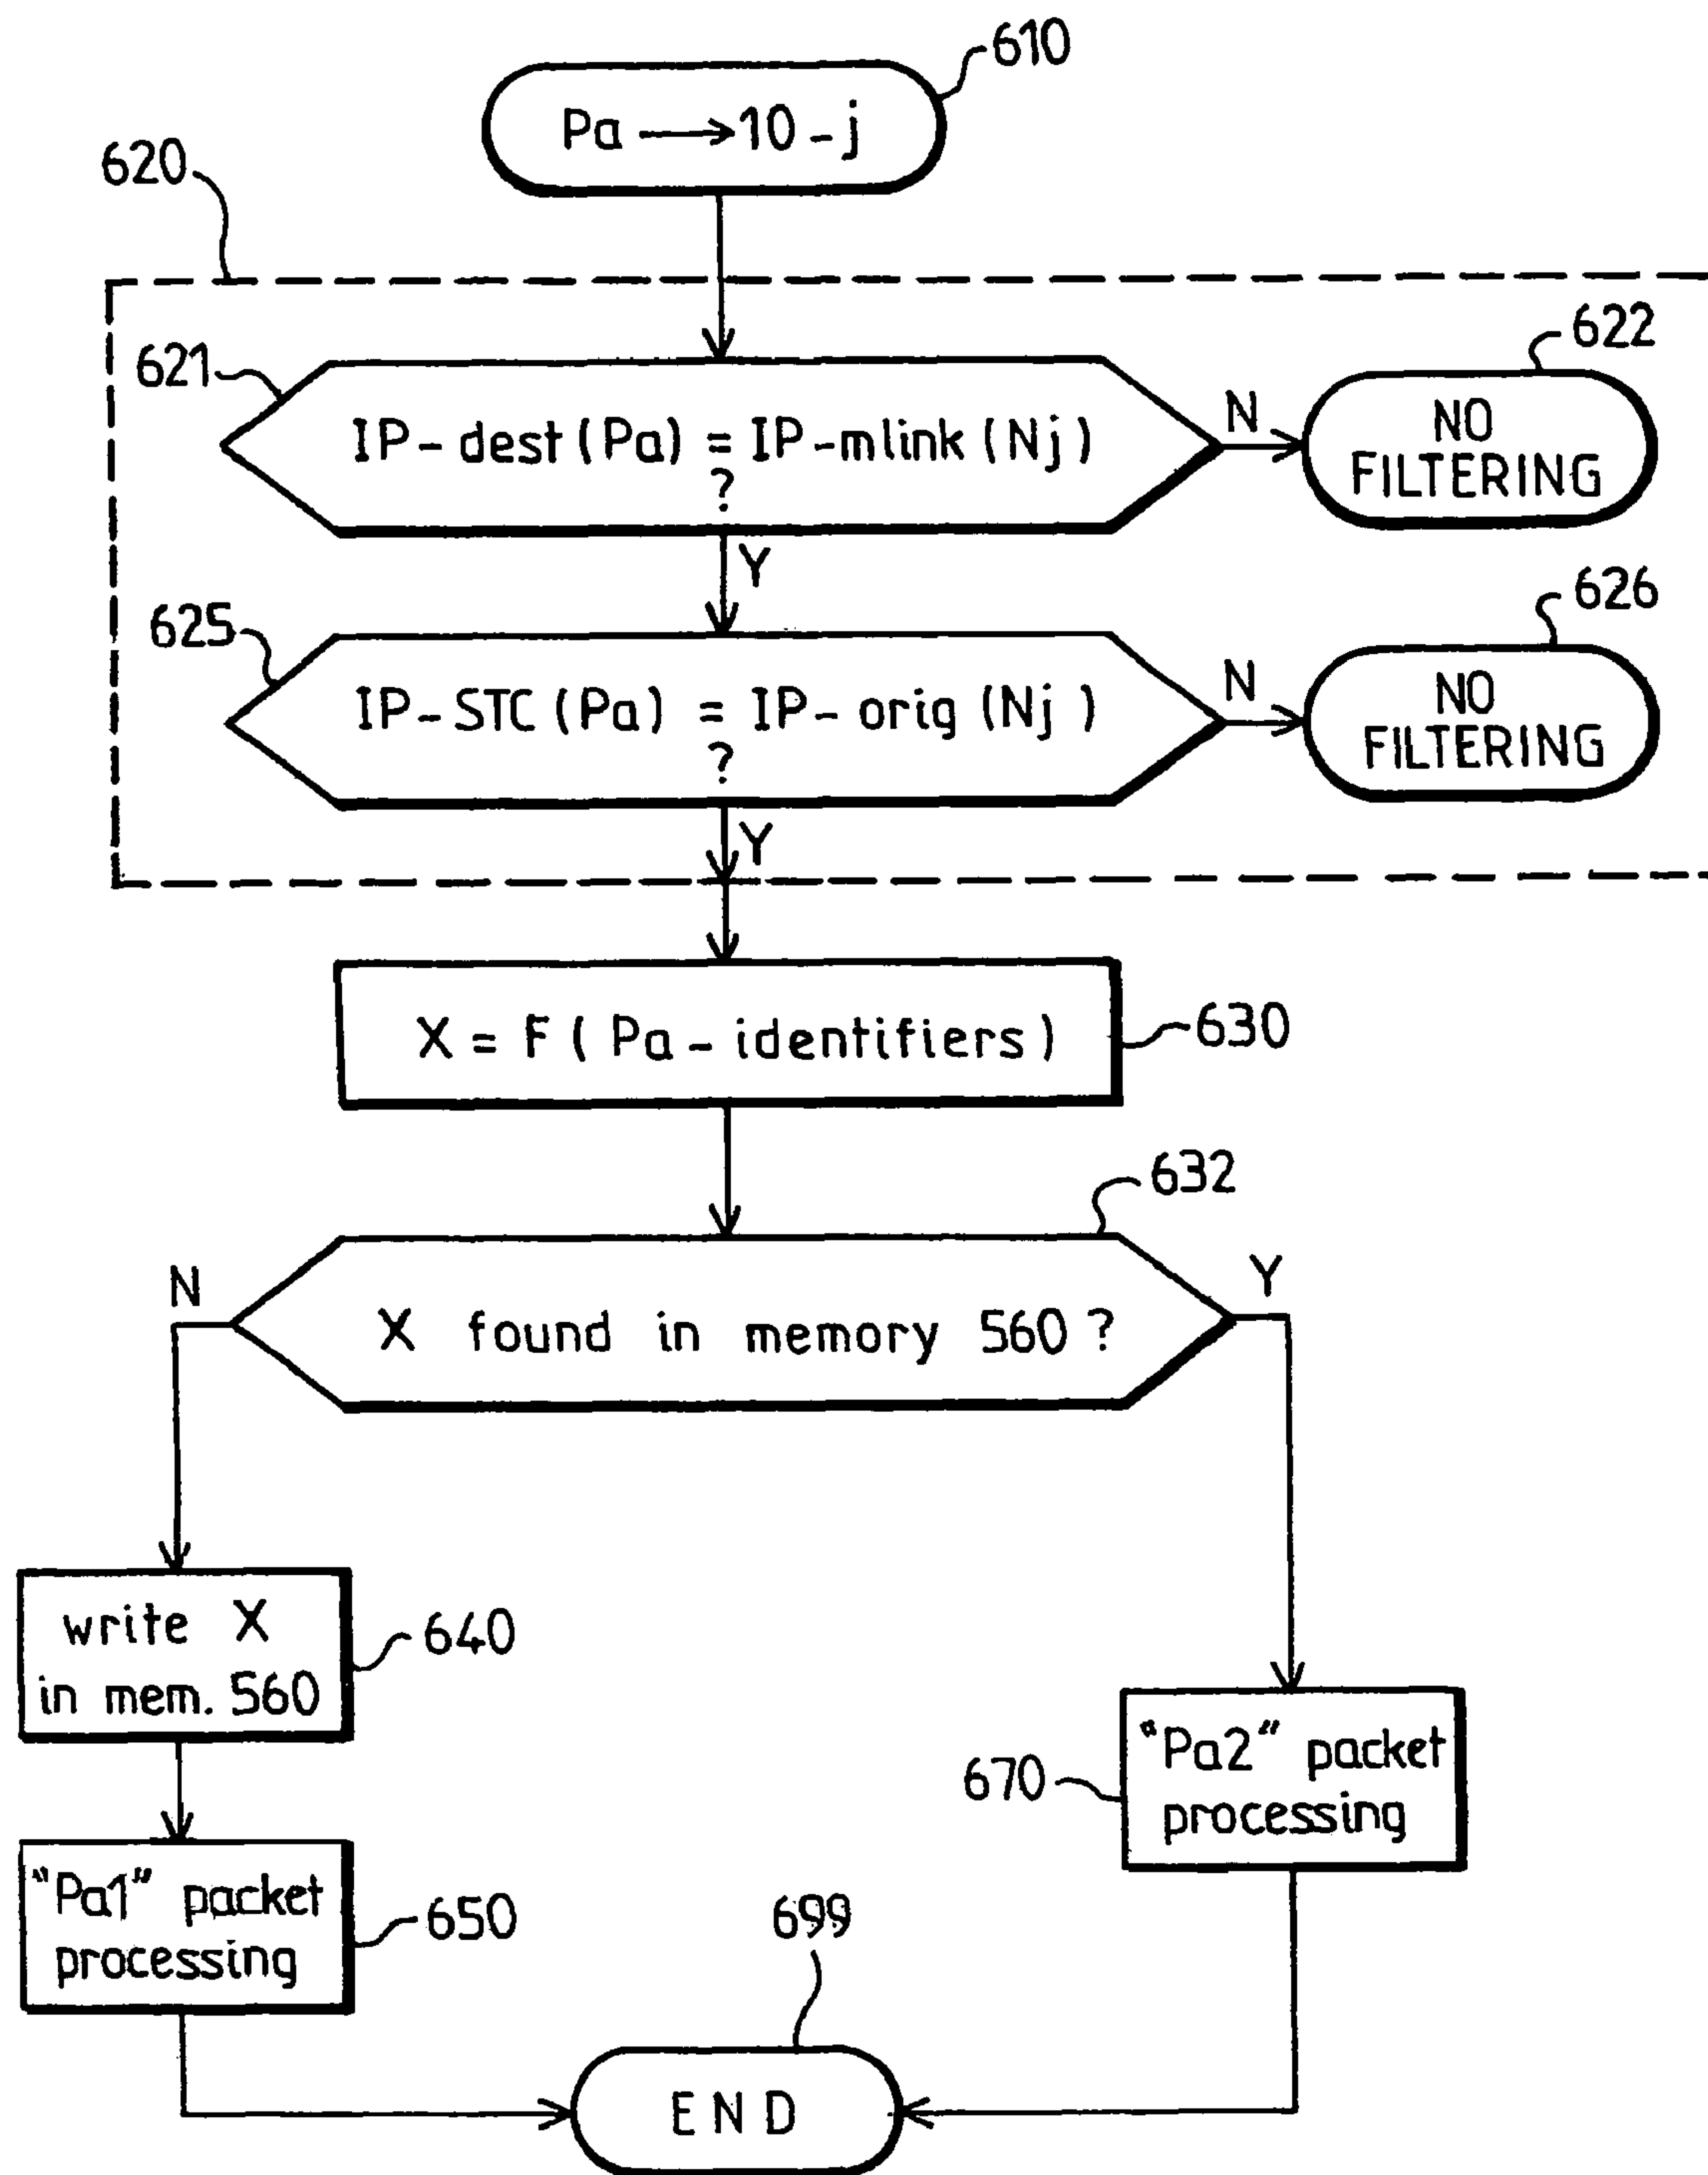 610
Pa → 10-j
620
621
IP-dest(Pa) = IP-mlink(Nj)
?
N
622
NO
FILTERING
Y
625
IP-STC(Pa) = IP-orig(Nj)
?
N
626
NO
FILTERING
Y
X = F(Pa-identifiers)
630
632
N
X found in memory 560?
Y
write X
in mem. 560
640
"Pa2" packet
processing
670
"Pa1" packet
processing
650
699
END